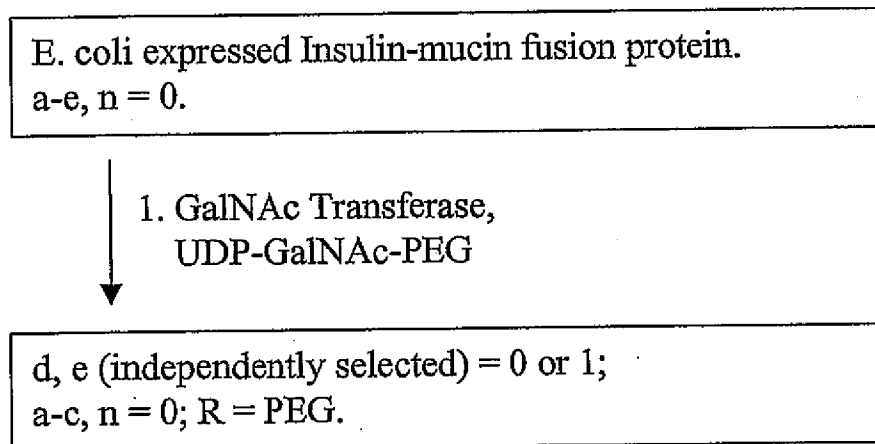 E. coli expressed Insulin-mucin fusion protein.
a-e, n = 0.
1. GalNAc Transferase,
UDP-GalNAc-PEG
d, e (independently selected) = 0 or 1;
a-c, n = 0; R = PEG.